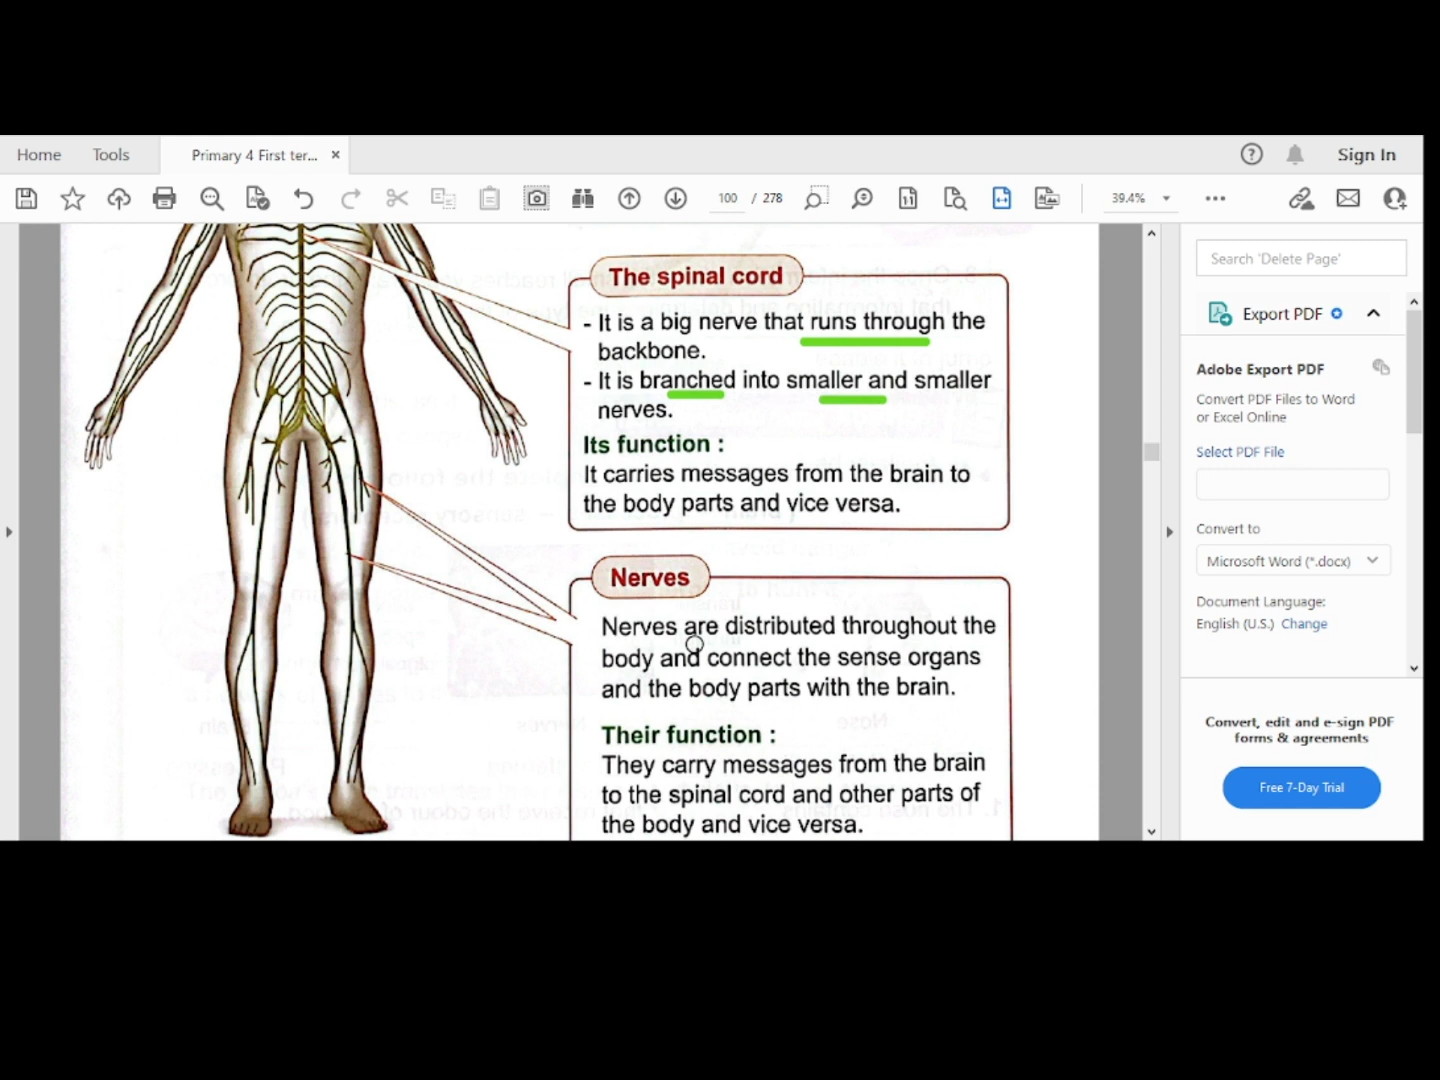 Home Tools Primary 4 First ter... × Sign In
100 / 278 39.4%
The spinal cord
- It is a big nerve that runs through the
backbone.
- It is branched into smaller and smaller
nerves.
Its function :
It carries messages from the brain to
the body parts and vice versa.
Nerves
Nerves are distributed throughout the
body and connect the sense organs
and the body parts with the brain.
Their function :
They carry messages from the brain
to the spinal cord and other parts of
the body and vice versa.
Search 'Delete Page'
Export PDF
Adobe Export PDF
Convert PDF Files to Word
or Excel Online
Select PDF File
Convert to
Microsoft Word (*.docx)
Document Language:
English (U.S.) Change
Convert, edit and e-sign PDF
forms & agreements
Free 7-Day Trial